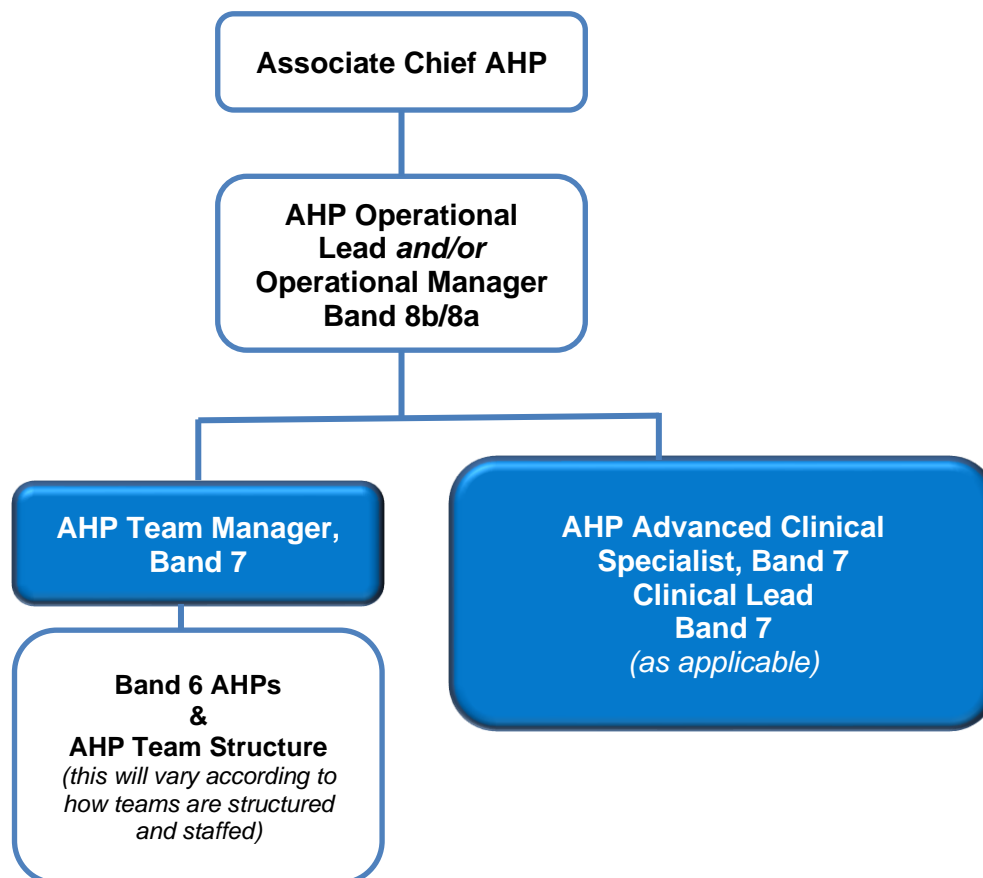 Associate Chief AHP
AHP Operational
Lead and/or
Operational Manager
Band 8b/8a
AHP Team Manager,
Band 7
AHP Advanced Clinical
Specialist, Band 7
Clinical Lead
Band 7
(as applicable)
Band 6 AHPs
&
AHP Team Structure
(this will vary according to
how teams are structured
and staffed)